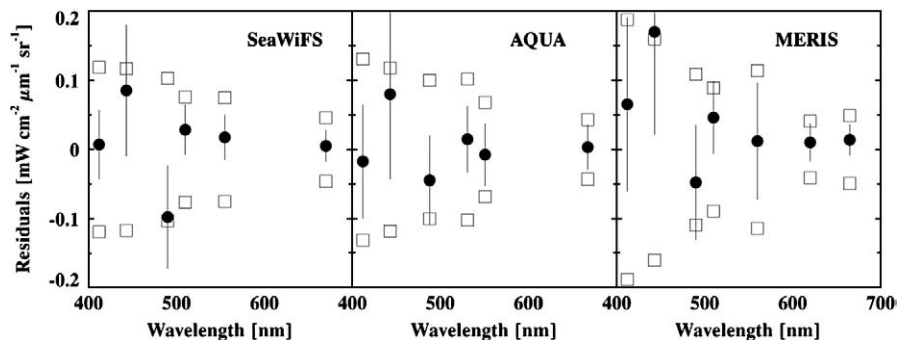 0.2
0.1
0
-0.1
-0.2
Residuals [mW cm⁻² μm⁻¹ sr⁻¹]
SeaWiFS AQUA MERIS
400 500 600 400 500 600 400 500 600 700
Wavelength [nm] Wavelength [nm] Wavelength [nm]